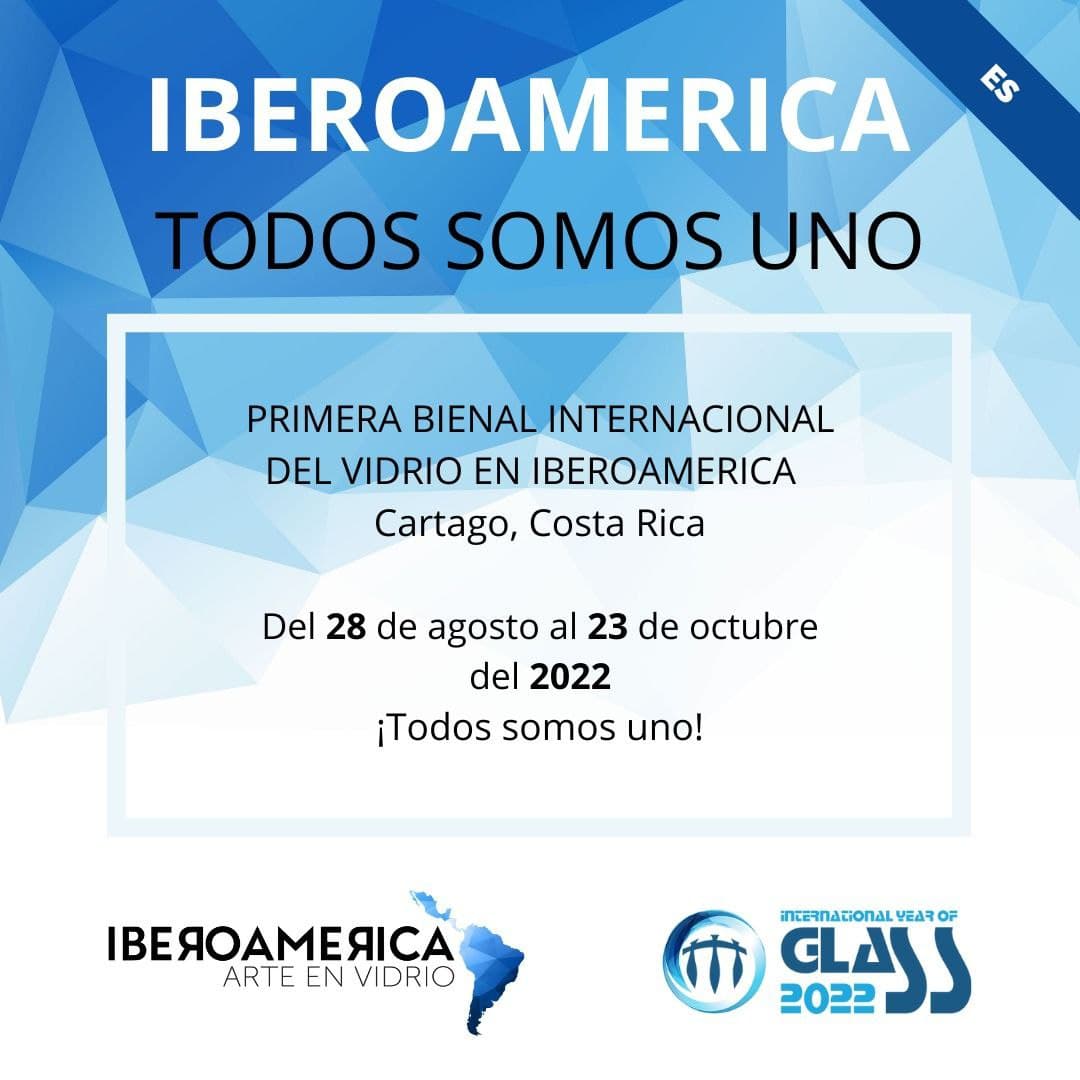 ES
IBEROAMERICA
TODOS SOMOS UNO
PRIMERA BIENAL INTERNACIONAL
DEL VIDRIO EN IBEROAMERICA
Cartago, Costa Rica
Del 28 de agosto al 23 de octubre
del 2022
¡Todos somos uno!
IBEROAMERICA
ARTE EN VIDRIO
INTERNATIONAL YEAR OF
GLASS
2022